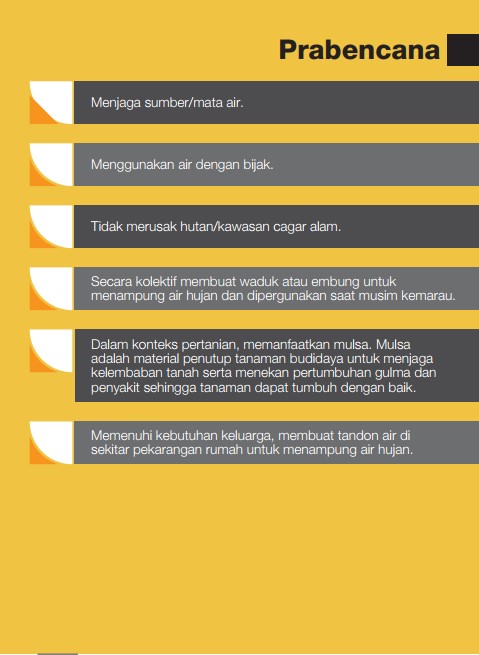 Prabencana
Menjaga sumber/mata air.
Menggunakan air dengan bijak.
Tidak merusak hutan/kawasan cagar alam.
Secara kolektif membuat waduk atau embung untuk
menampung air hujan dan dipergunakan saat musim kemarau.
Dalam konteks pertanian, memanfaatkan mulsa. Mulsa
adalah material penutup tanaman budidaya untuk menjaga
kelembaban tanah serta menekan pertumbuhan gulma dan
penyakit sehingga tanaman dapat tumbuh dengan baik.
Memenuhi kebutuhan keluarga, membuat tandon air di
sekitar pekarangan rumah untuk menampung air hujan.